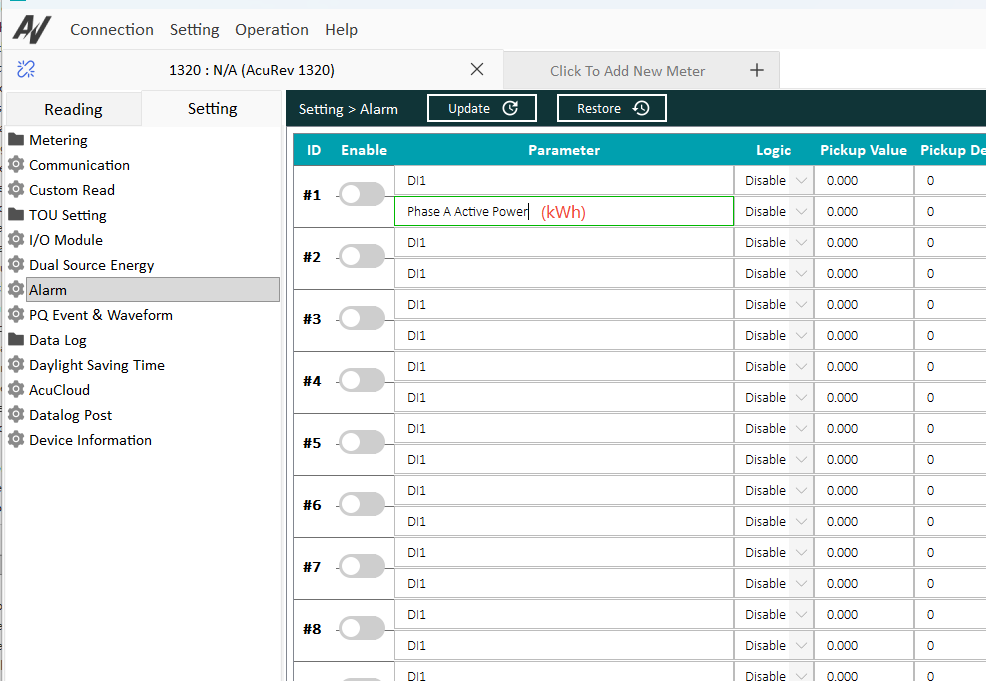 Connection Setting Operation Help
1320 : N/A (AcuRev 1320) Click To Add New Meter
Reading Setting
Setting > Alarm Update Restore
Metering
Communication
Custom Read
TOU Setting
I/O Module
Dual Source Energy
Alarm
PQ Event & Waveform
Data Log
Daylight Saving Time
AcuCloud
Datalog Post
Device Information
ID Enable Parameter Logic Pickup Value Pickup De
#1
DI1 Disable 0.000 0
Phase A Active Power (kWh) Disable 0.000 0
#2
DI1 Disable 0.000 0
DI1 Disable 0.000 0
#3
DI1 Disable 0.000 0
DI1 Disable 0.000 0
#4
DI1 Disable 0.000 0
DI1 Disable 0.000 0
#5
DI1 Disable 0.000 0
DI1 Disable 0.000 0
#6
DI1 Disable 0.000 0
DI1 Disable 0.000 0
#7
DI1 Disable 0.000 0
DI1 Disable 0.000 0
#8
DI1 Disable 0.000 0
DI1 Disable 0.000 0
DI1 Disable 0.000 0